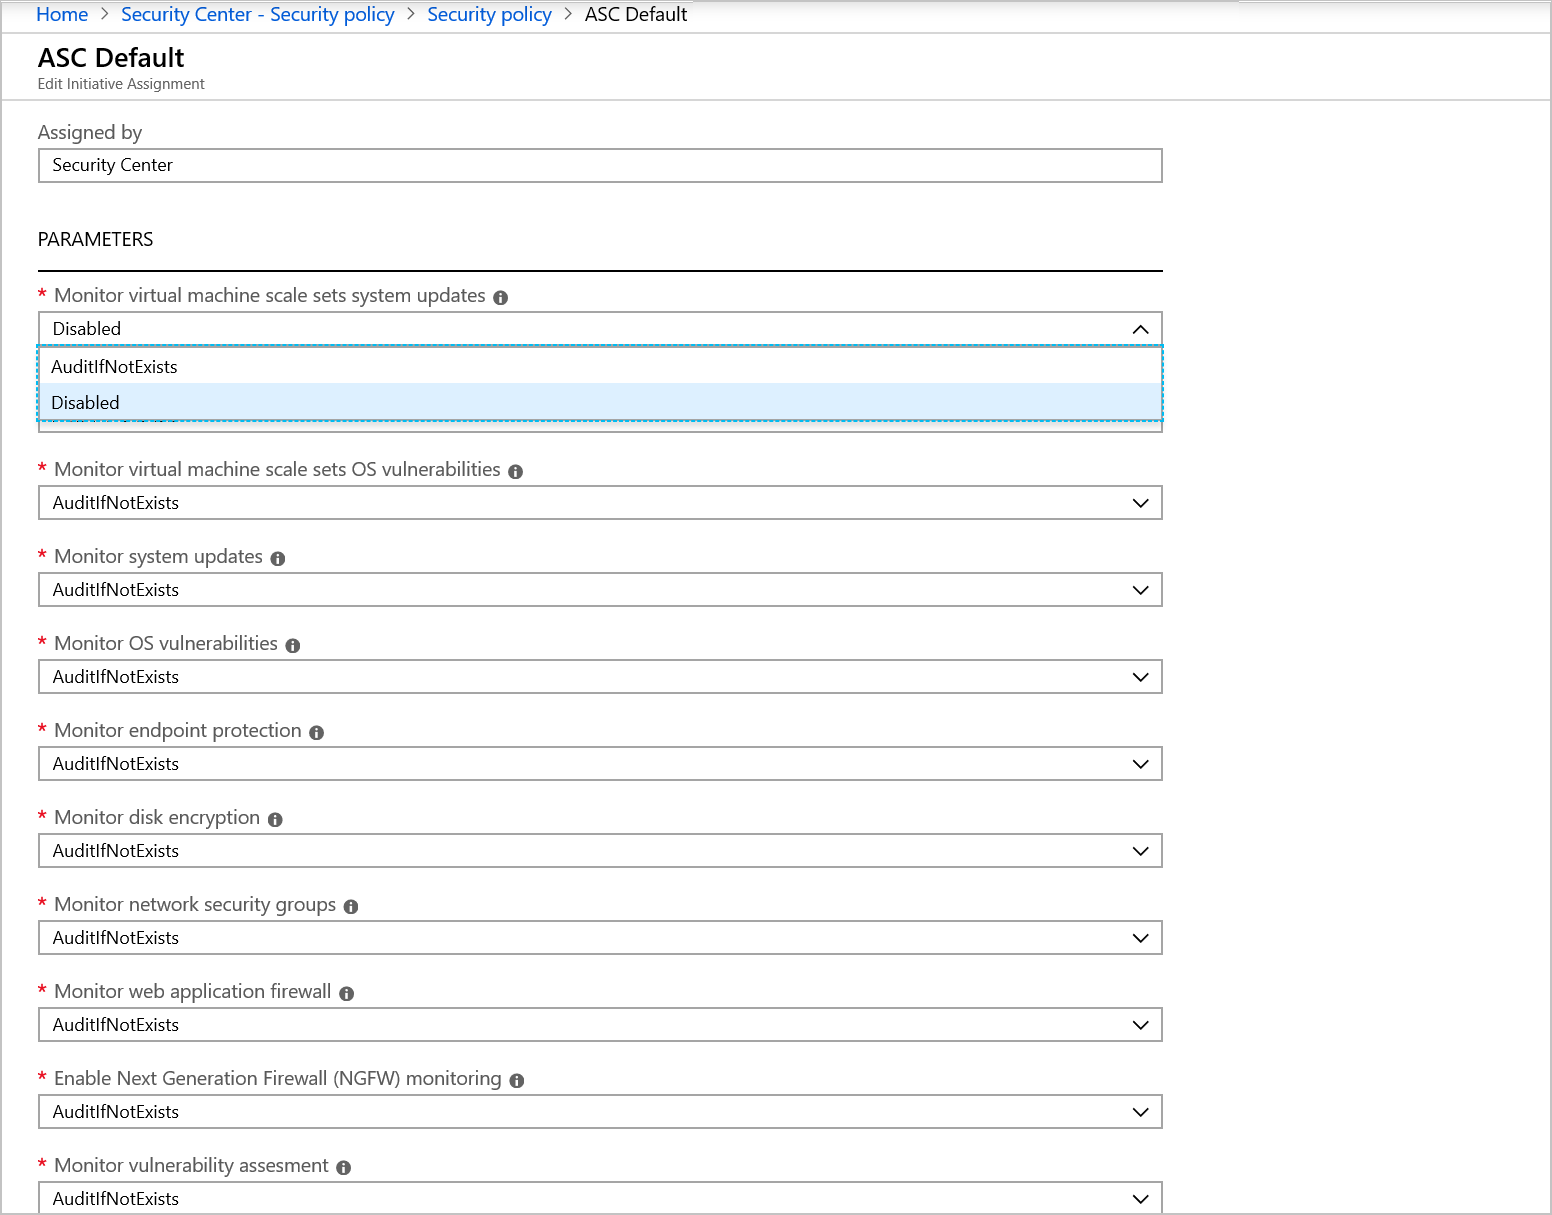 Home > Security Center - Security policy > Security policy > ASC Default
ASC Default
Edit Initiative Assignment
Assigned by
Security Center
PARAMETERS
* Monitor virtual machine scale sets system updates
Disabled
AuditIfNotExists
Disabled
* Monitor virtual machine scale sets OS vulnerabilities
AuditIfNotExists
* Monitor system updates
AuditIfNotExists
* Monitor OS vulnerabilities
AuditIfNotExists
* Monitor endpoint protection
AuditIfNotExists
* Monitor disk encryption
AuditIfNotExists
* Monitor network security groups
AuditIfNotExists
* Monitor web application firewall
AuditIfNotExists
* Enable Next Generation Firewall (NGFW) monitoring
AuditIfNotExists
* Monitor vulnerability assesment
AuditIfNotExists